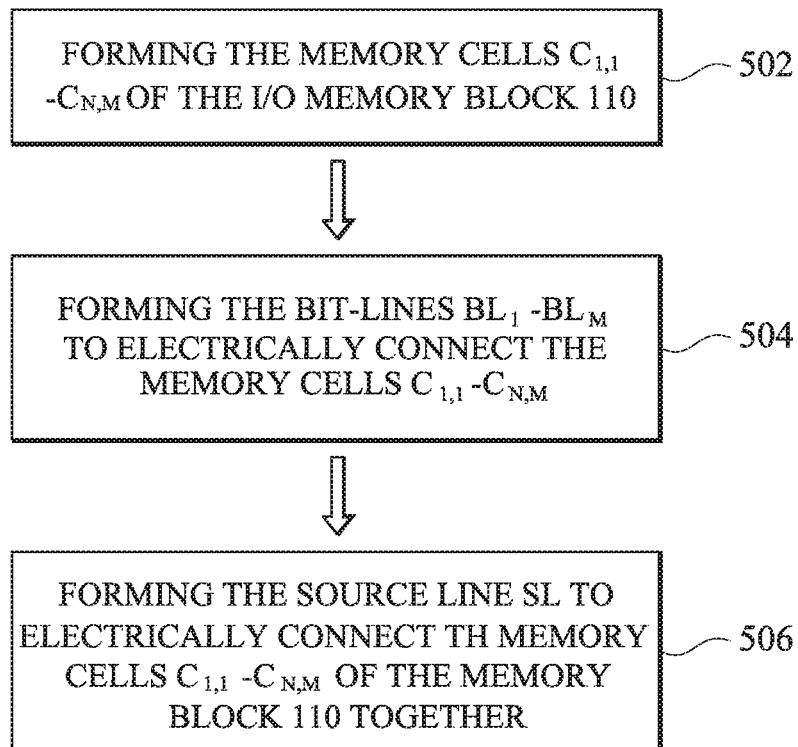 FORMING THE MEMORY CELLS C1,1
-CN,M OF THE I/O MEMORY BLOCK 110
502
FORMING THE BIT-LINES BL1 -BLM
TO ELECTRICALLY CONNECT THE
MEMORY CELLS C1,1 -CN,M
504
FORMING THE SOURCE LINE SL TO
ELECTRICALLY CONNECT TH MEMORY
CELLS C1,1 -CN,M OF THE MEMORY
BLOCK 110 TOGETHER
506